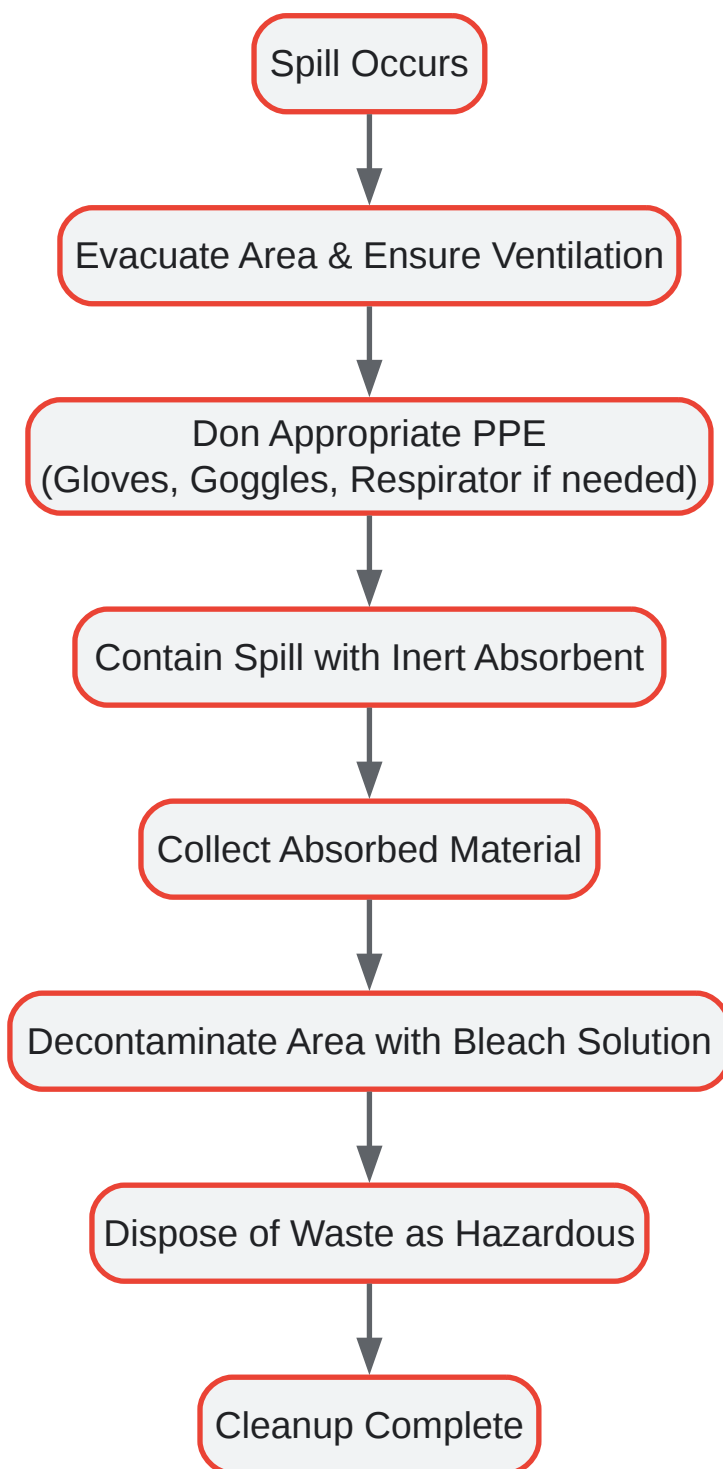 Spill Occurs
Evacuate Area & Ensure Ventilation
Don Appropriate PPE
(Gloves, Goggles, Respirator if needed)
Contain Spill with Inert Absorbent
Collect Absorbed Material
Decontaminate Area with Bleach Solution
Dispose of Waste as Hazardous
Cleanup Complete